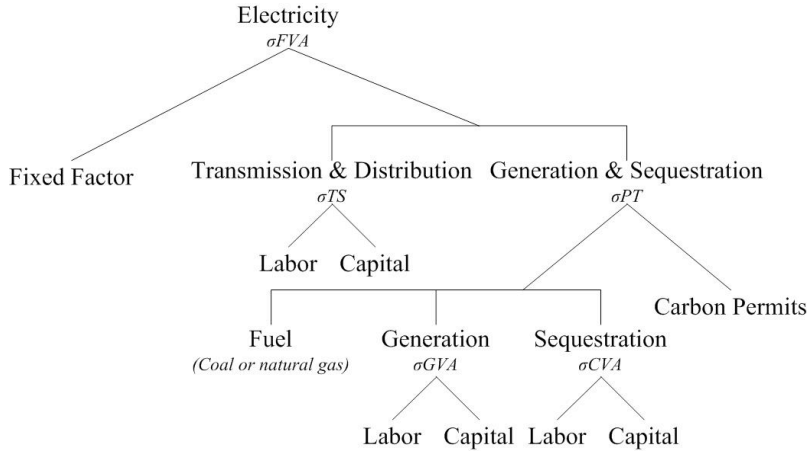 Electricity
σFVA
Fixed Factor
Transmission & Distribution
σTS
Generation & Sequestration
σPT
Labor
Capital
Carbon Permits
Fuel
(Coal or natural gas)
Generation
σGVA
Sequestration
σCVA
Labor
Capital
Labor
Capital